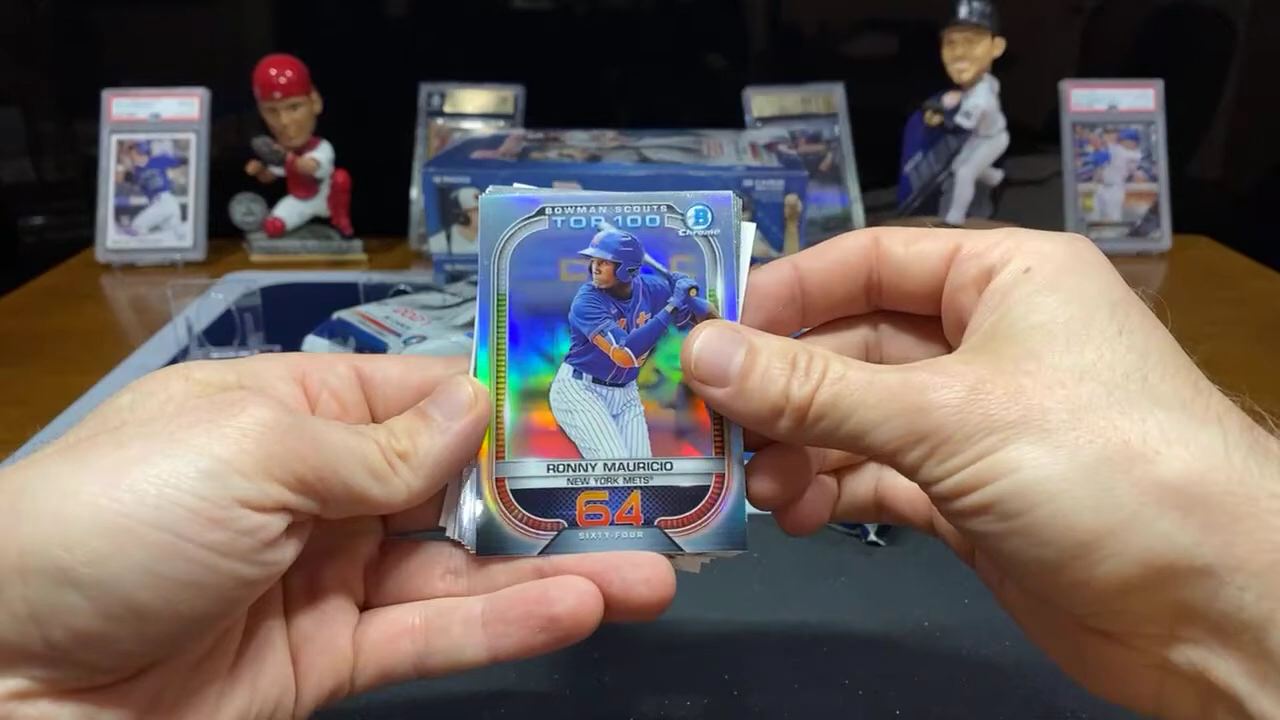 BOWMAN SCOUTS
TOP 100
B
Chrome
RONNY MAURICIO
NEW YORK METS
64
SIXTY-FOUR